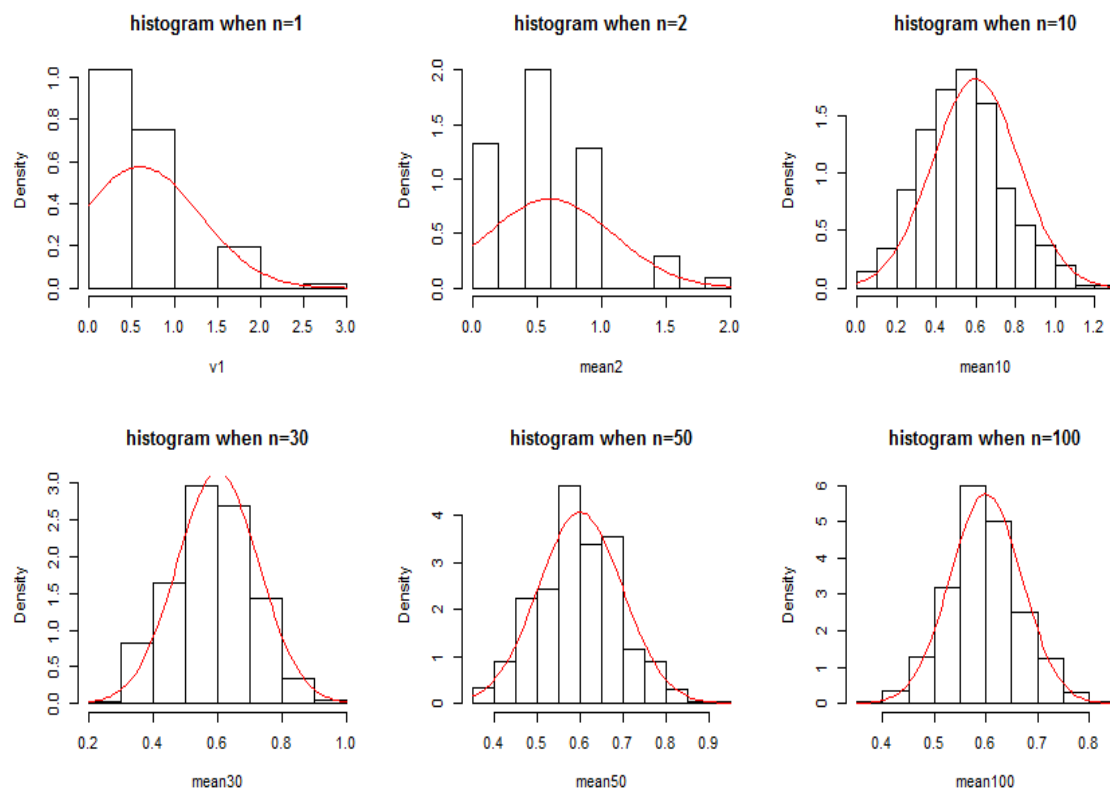 histogram when n=1
Density
0.0 0.2 0.4 0.6 0.8 1.0
0.0 0.5 1.0 1.5 2.0 2.5 3.0
v1
histogram when n=2
Density
0.0 0.5 1.0 1.5 2.0
0.0 0.5 1.0 1.5 2.0
mean2
histogram when n=10
Density
0.0 0.5 1.0 1.5
0.0 0.2 0.4 0.6 0.8 1.0 1.2
mean10
histogram when n=30
Density
0.0 0.5 1.0 1.5 2.0 2.5 3.0
0.2 0.4 0.6 0.8 1.0
mean30
histogram when n=50
Density
0 1 2 3 4
0.4 0.5 0.6 0.7 0.8 0.9
mean50
histogram when n=100
Density
0 1 2 3 4 5 6
0.4 0.5 0.6 0.7 0.8
mean100